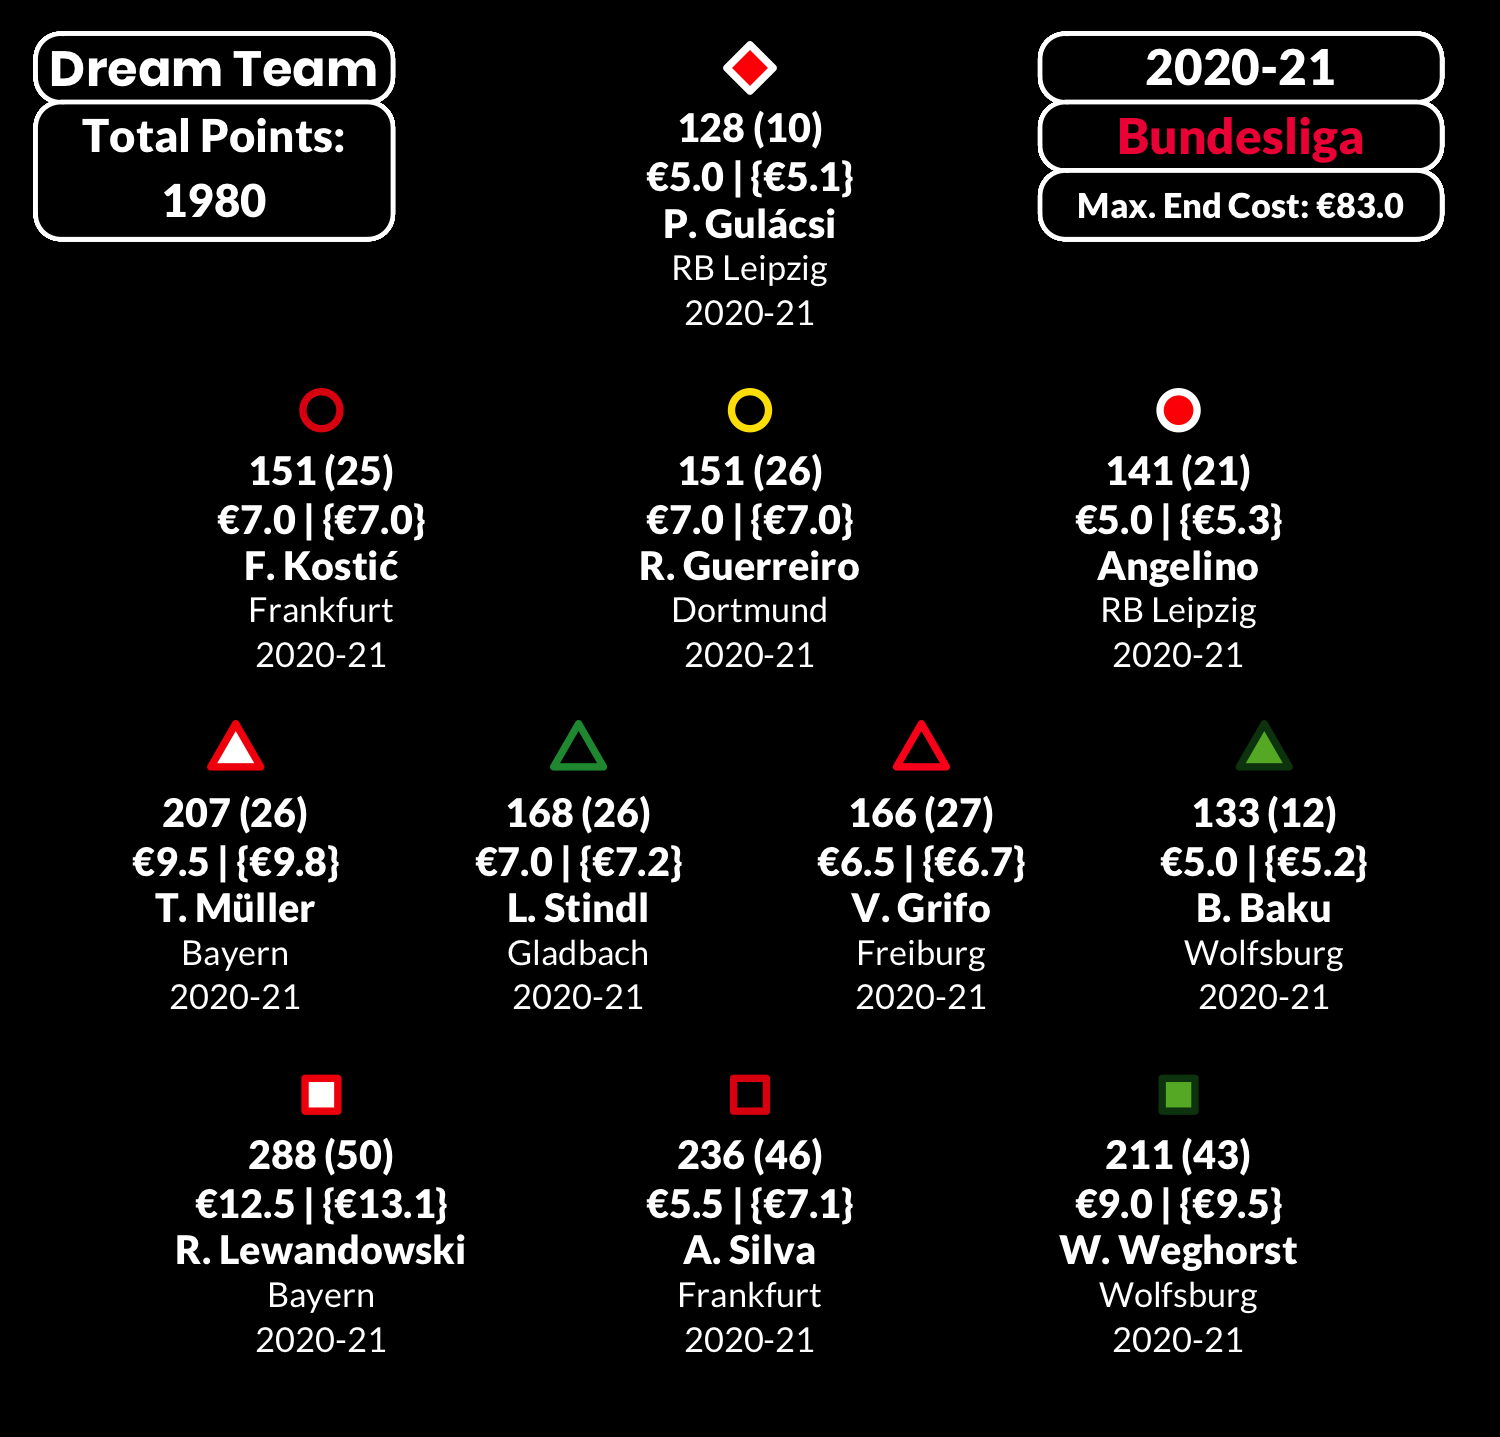 Dream Team
Total Points:
1980
2020-21
Bundesliga
Max. End Cost: €83.0
128 (10)
€5.0 | {€5.1}
P. Gulácsi
RB Leipzig
2020-21
151 (25)
€7.0 | {€7.0}
F. Kostić
Frankfurt
2020-21
151 (26)
€7.0 | {€7.0}
R. Guerreiro
Dortmund
2020-21
141 (21)
€5.0 | {€5.3}
Angelino
RB Leipzig
2020-21
207 (26)
€9.5 | {€9.8}
T. Müller
Bayern
2020-21
168 (26)
€7.0 | {€7.2}
L. Stindl
Gladbach
2020-21
166 (27)
€6.5 | {€6.7}
V. Grifo
Freiburg
2020-21
133 (12)
€5.0 | {€5.2}
B. Baku
Wolfsburg
2020-21
288 (50)
€12.5 | {€13.1}
R. Lewandowski
Bayern
2020-21
236 (46)
€5.5 | {€7.1}
A. Silva
Frankfurt
2020-21
211 (43)
€9.0 | {€9.5}
W. Weghorst
Wolfsburg
2020-21